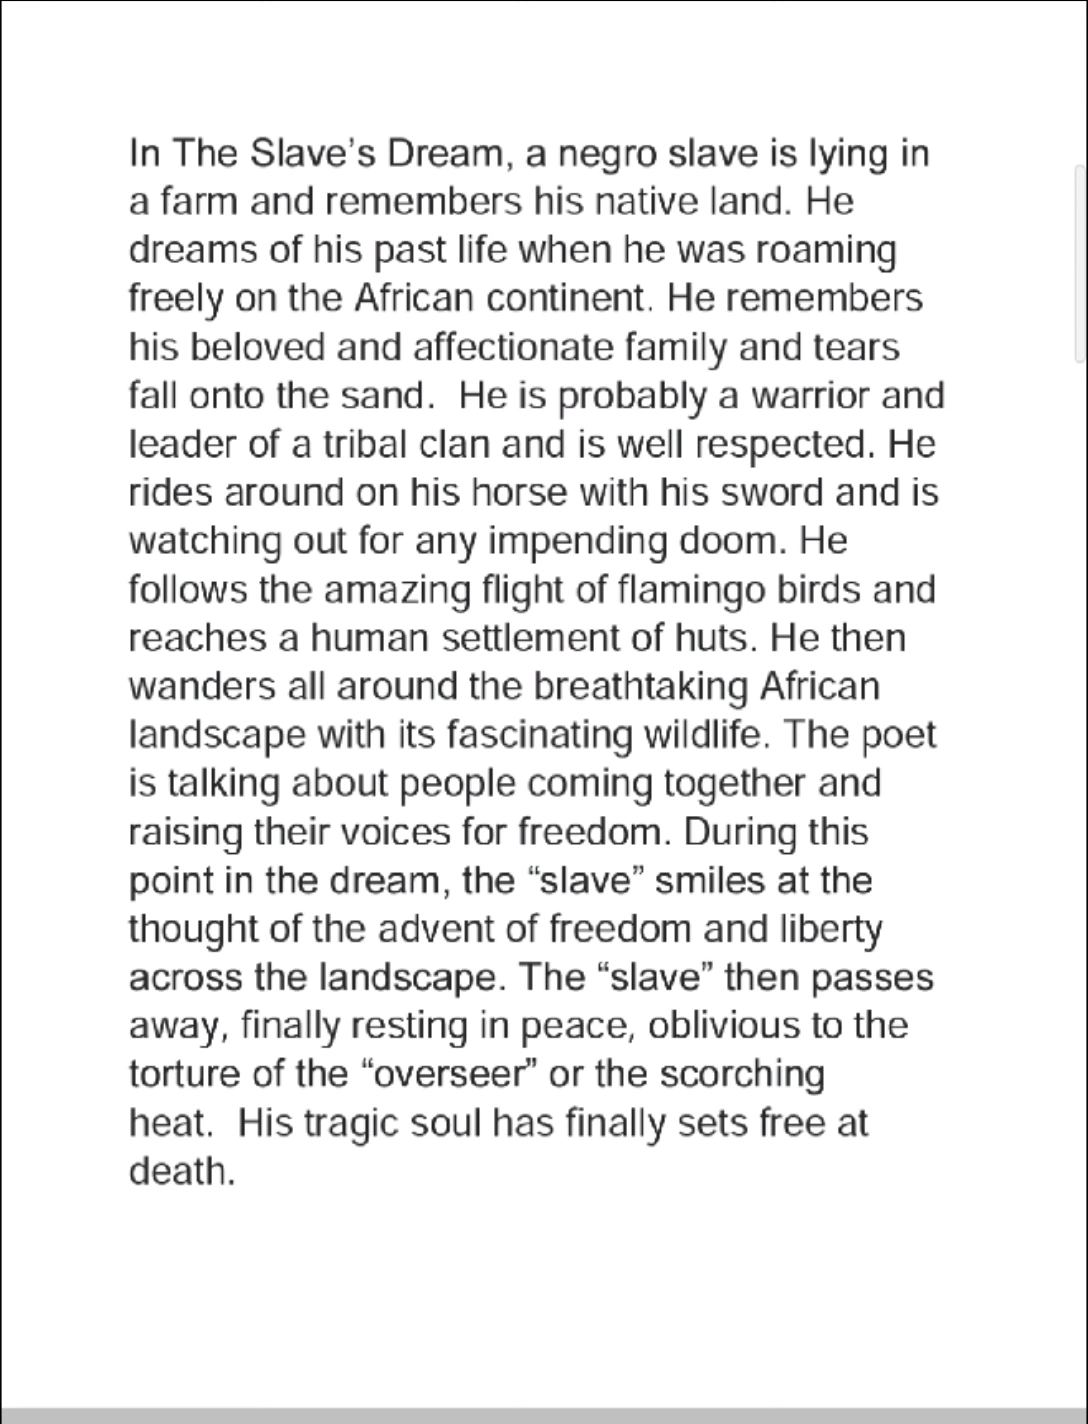 In The Slave’s Dream, a negro slave is lying in
a farm and remembers his native land. He
dreams of his past life when he was roaming
freely on the African continent. He remembers
his beloved and affectionate family and tears
fall onto the sand.  He is probably a warrior and
leader of a tribal clan and is well respected. He
rides around on his horse with his sword and is
watching out for any impending doom. He
follows the amazing flight of flamingo birds and
reaches a human settlement of huts. He then
wanders all around the breathtaking African
landscape with its fascinating wildlife. The poet
is talking about people coming together and
raising their voices for freedom. During this
point in the dream, the “slave” smiles at the
thought of the advent of freedom and liberty
across the landscape. The “slave” then passes
away, finally resting in peace, oblivious to the
torture of the “overseer” or the scorching
heat.  His tragic soul has finally sets free at
death.